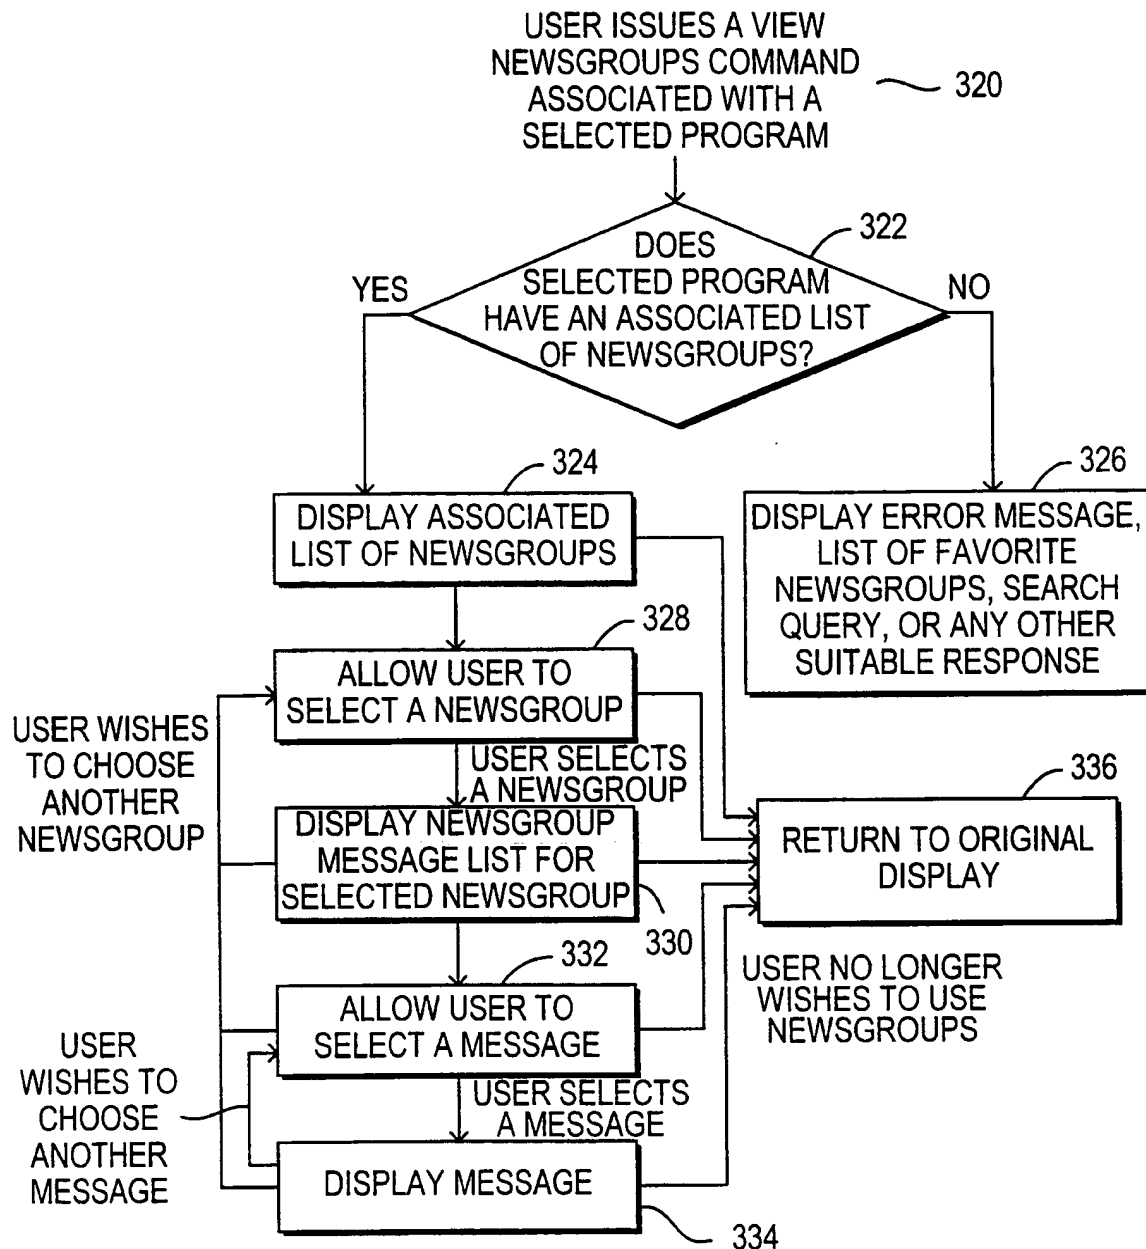 USER ISSUES A VIEW
NEWSGROUPS COMMAND
ASSOCIATED WITH A
SELECTED PROGRAM
320
322
DOES
SELECTED PROGRAM
HAVE AN ASSOCIATED LIST
OF NEWSGROUPS?
YES
NO
324
DISPLAY ASSOCIATED
LIST OF NEWSGROUPS
326
DISPLAY ERROR MESSAGE,
LIST OF FAVORITE
NEWSGROUPS, SEARCH
QUERY, OR ANY OTHER
SUITABLE RESPONSE
328
ALLOW USER TO
SELECT A NEWSGROUP
USER WISHES
TO CHOOSE
ANOTHER
NEWSGROUP
USER SELECTS
A NEWSGROUP
DISPLAY NEWSGROUP
MESSAGE LIST FOR
SELECTED NEWSGROUP
330
336
RETURN TO ORIGINAL
DISPLAY
332
ALLOW USER TO
SELECT A MESSAGE
USER NO LONGER
WISHES TO USE
NEWSGROUPS
USER
WISHES TO
CHOOSE
ANOTHER
MESSAGE
USER SELECTS
A MESSAGE
DISPLAY MESSAGE
334